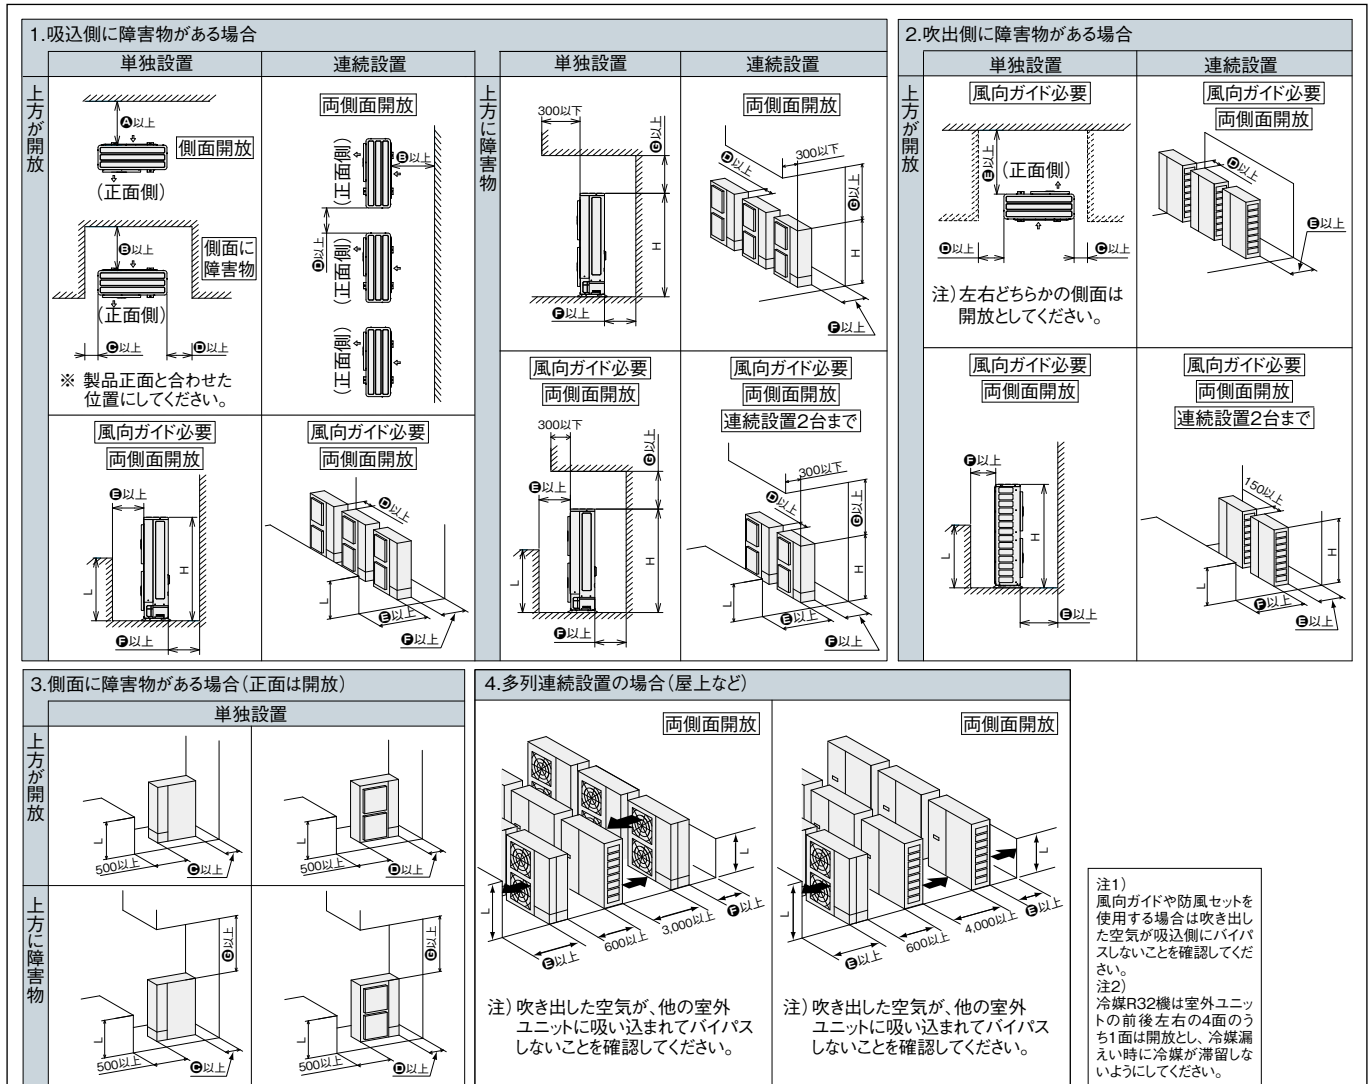 1.吸込側に障害物がある場合
単独設置
連続設置
単独設置
連続設置
上方が開放
Ⓐ以上
側面開放
(正面側)
Ⓑ以上
側面に
障害物
(正面側)
Ⓒ以上
Ⓓ以上
※ 製品正面と合わせた
位置にしてください。
両側面開放
Ⓑ以上
(正面側)
Ⓓ以上
(正面側)
(正面側)
風向ガイド必要
両側面開放
Ⓔ以上
H
L
Ⓕ以上
風向ガイド必要
両側面開放
Ⓓ以上
L
Ⓔ以上
Ⓕ以上
上方に障害物
300以下
Ⓖ以上
H
Ⓕ以上
両側面開放
300以下
Ⓓ以上
Ⓖ以上
H
Ⓕ以上
風向ガイド必要
両側面開放
300以下
Ⓖ以上
Ⓔ以上
H
L
Ⓕ以上
風向ガイド必要
両側面開放
連続設置2台まで
300以下
Ⓓ以上
Ⓖ以上
H
L
Ⓔ以上
Ⓕ以上
2.吹出側に障害物がある場合
単独設置
連続設置
上方が開放
風向ガイド必要
Ⓔ以上
(正面側)
Ⓓ以上
Ⓒ以上
注)左右どちらかの側面は
開放としてください。
風向ガイド必要
両側面開放
Ⓓ以上
Ⓔ以上
風向ガイド必要
両側面開放
Ⓕ以上
H
L
Ⓔ以上
風向ガイド必要
両側面開放
連続設置2台まで
150以上
H
L
Ⓕ以上
Ⓔ以上
3.側面に障害物がある場合(正面は開放)
単独設置
上方が開放
L
500以上
Ⓒ以上
L
500以上
Ⓓ以上
上方に障害物
Ⓖ以上
L
500以上
Ⓒ以上
Ⓖ以上
L
500以上
Ⓓ以上
4.多列連続設置の場合(屋上など)
両側面開放
L
L
Ⓕ以上
3,000以上
600以上
Ⓔ以上
注)吹き出した空気が、他の室外
ユニットに吸い込まれてバイパス
しないことを確認してください。
両側面開放
L
L
Ⓔ以上
4,000以上
600以上
Ⓔ以上
注)吹き出した空気が、他の室外
ユニットに吸い込まれてバイパス
しないことを確認してください。
注1)
風向ガイドや防風セットを
使用する場合は吹き出し
た空気が吸込側にバイパ
スしないことを確認してくだ
さい。
注2)
冷媒R32機は室外ユニッ
トの前後左右の4面のう
ち1面は開放とし、冷媒漏
えい時に冷媒が滞留しな
いようにしてください。